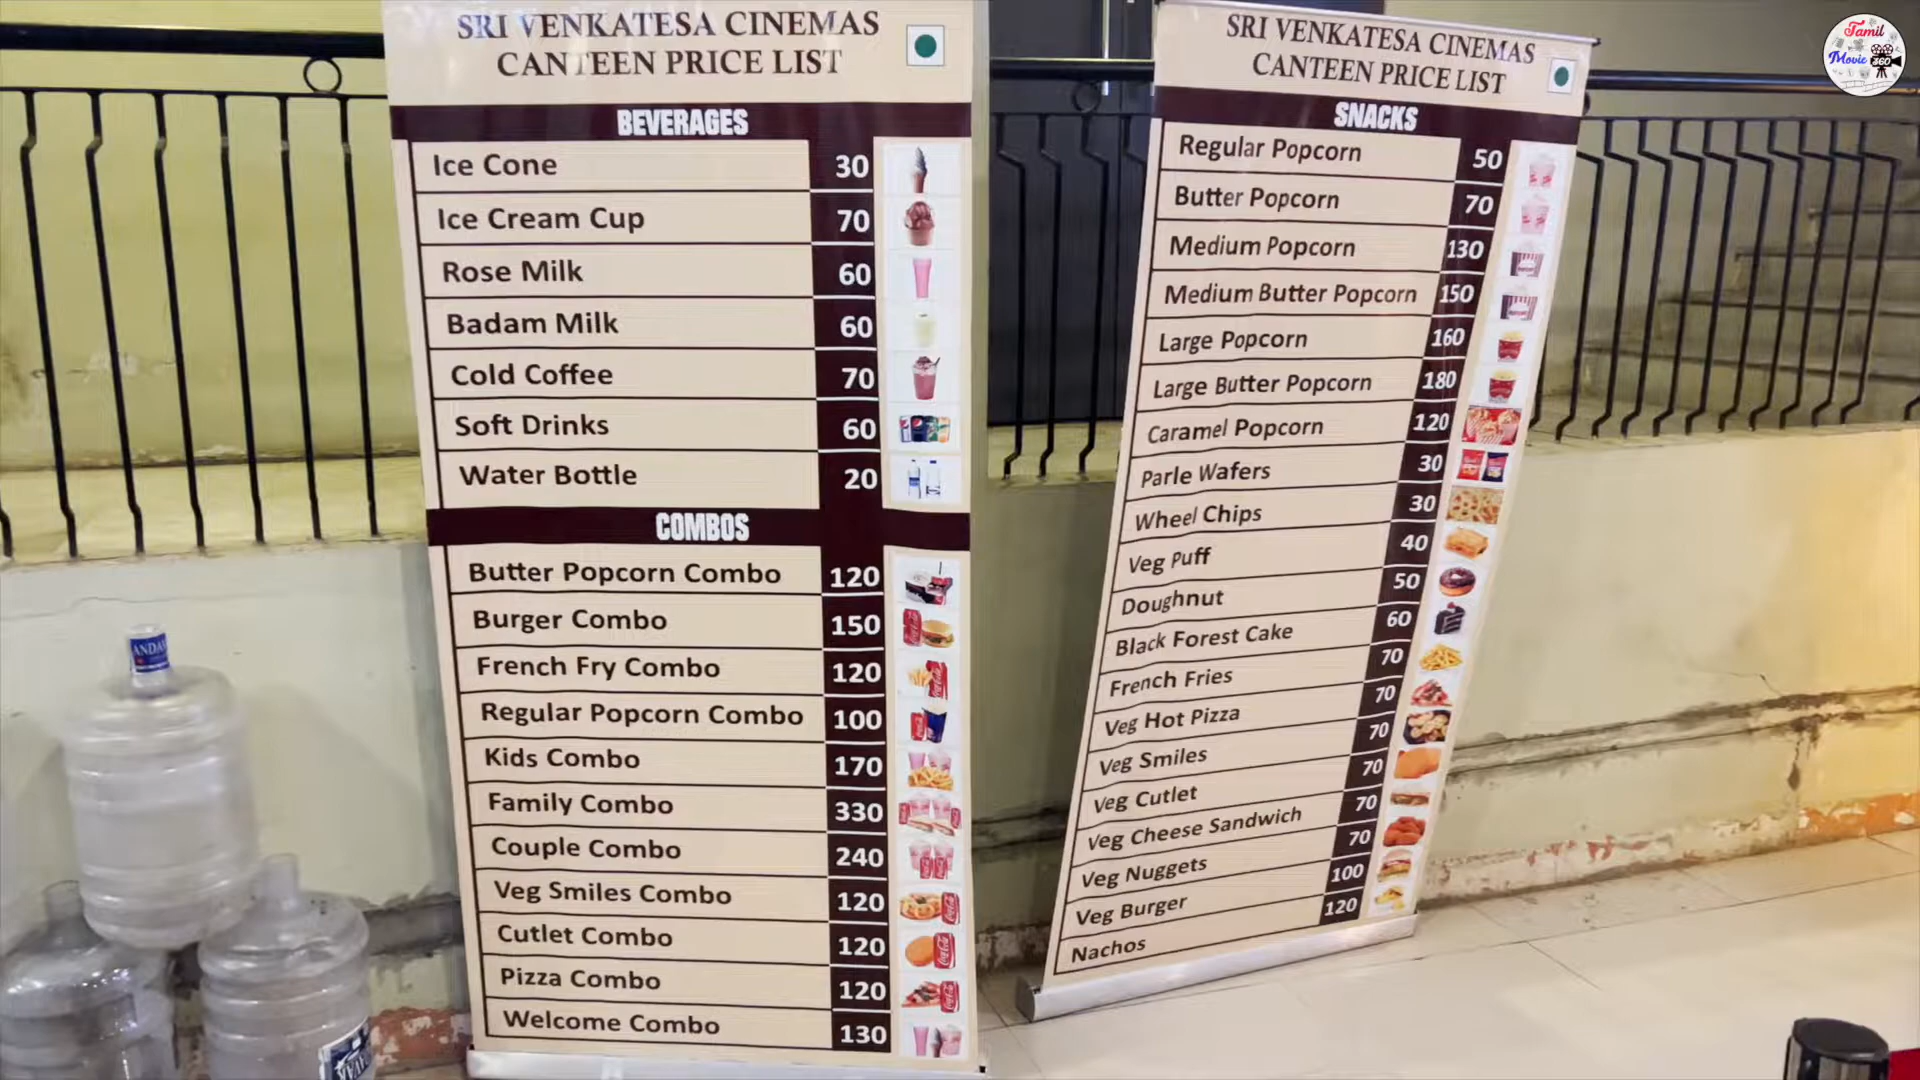 SRI VENKATESA CINEMAS
CANTEEN PRICE LIST
BEVERAGES
Ice Cone 30
Ice Cream Cup 70
Rose Milk 60
Badam Milk 60
Cold Coffee 70
Soft Drinks 60
Water Bottle 20
COMBOS
Butter Popcorn Combo 120
Burger Combo 150
French Fry Combo 120
Regular Popcorn Combo 100
Kids Combo 170
Family Combo 330
Couple Combo 240
Veg Smiles Combo 120
Cutlet Combo 120
Pizza Combo 120
Welcome Combo 130
SRI VENKATESA CINEMAS
CANTEEN PRICE LIST
SNACKS
Regular Popcorn 50
Butter Popcorn 70
Medium Popcorn 130
Medium Butter Popcorn 150
Large Popcorn 160
Large Butter Popcorn 180
Caramel Popcorn 120
Parle Wafers 30
Wheel Chips 30
Veg Puff 40
Doughnut 50
Black Forest Cake 60
French Fries 70
Veg Hot Pizza 70
Veg Smiles 70
Veg Cutlet 70
Veg Cheese Sandwich 70
Veg Nuggets 70
Veg Burger 100
Nachos 120
Tamil
Movie 360